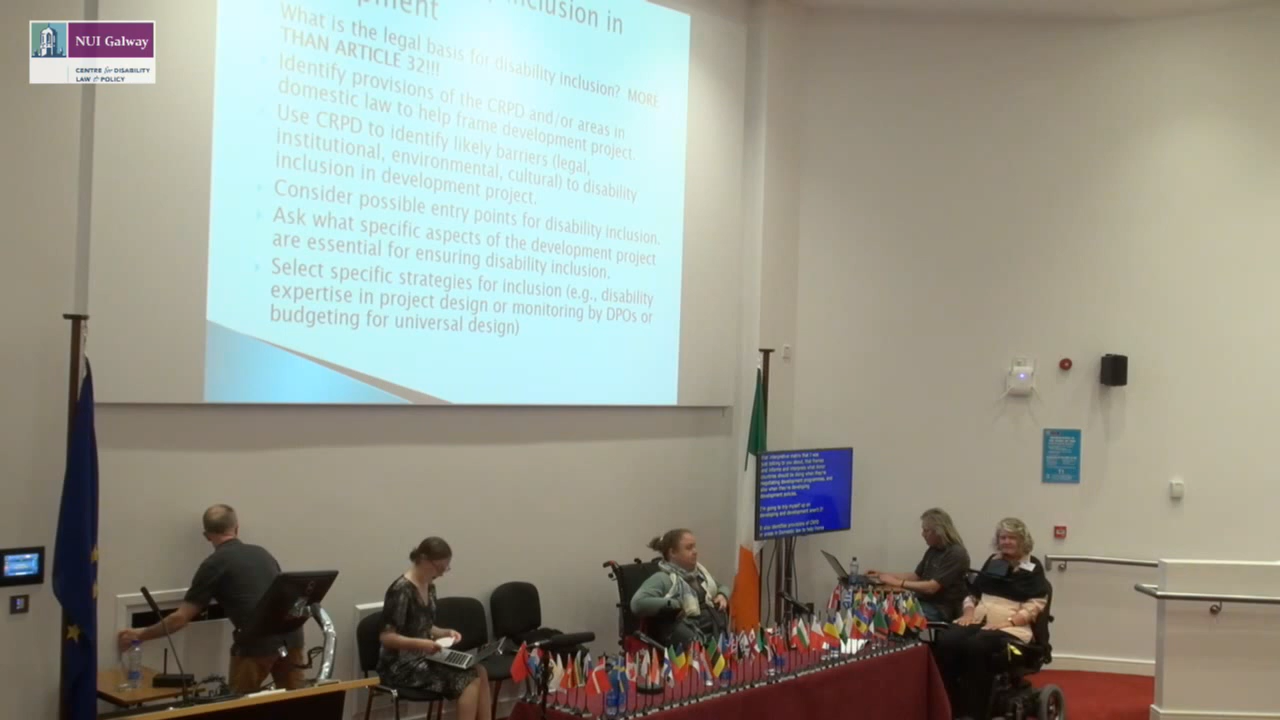 NUI Galway
CENTRE for DISABILITY
LAW & POLICY
inclusion in
What is the legal basis for disability inclusion? MORE
THAN ARTICLE 32!!!
Identify provisions of the CRPD and/or areas in
domestic law to help frame development project.
Use CRPD to identify likely barriers (legal,
institutional, environmental, cultural) to disability
inclusion in development project.
Consider possible entry points for disability inclusion.
Ask what specific aspects of the development project
are essential for ensuring disability inclusion.
Select specific strategies for inclusion (e.g., disability
expertise in project design or monitoring by DPOs or
budgeting for universal design)